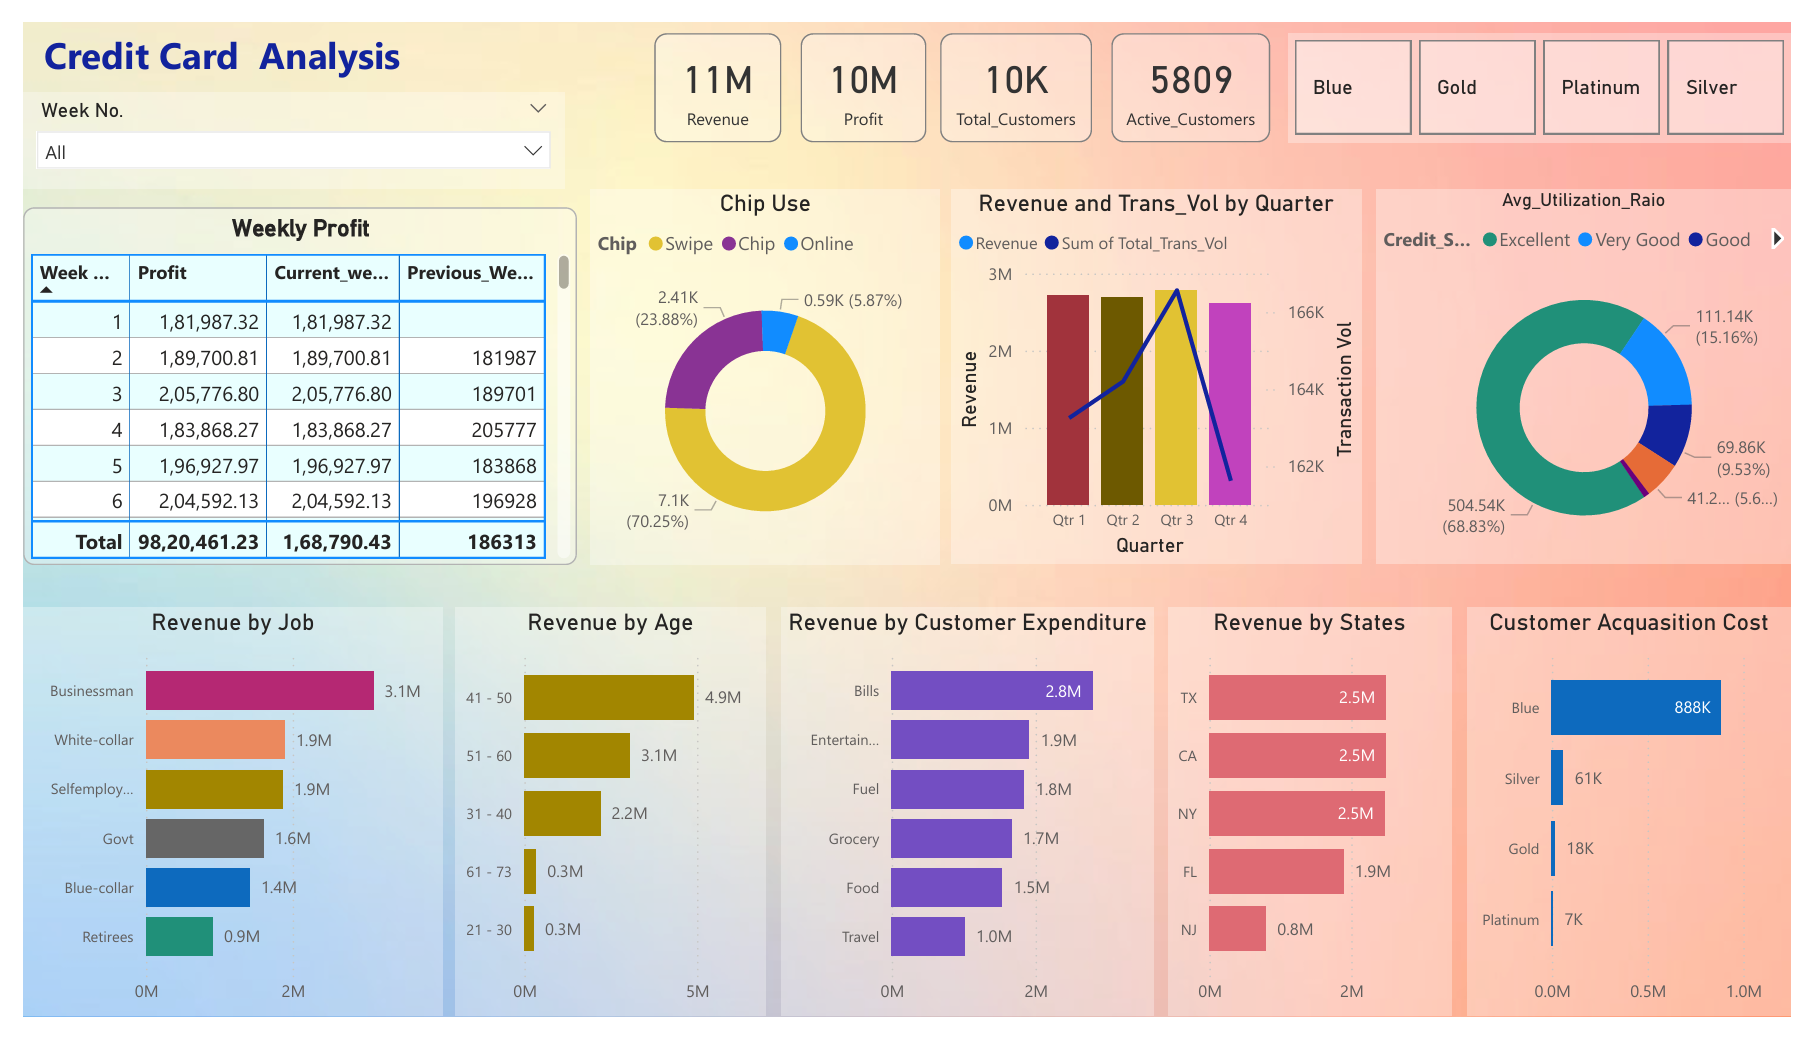 Credit Card  Analysis
Week No.
All
11M
Revenue
10M
Profit
10K
Total_Customers
5809
Active_Customers
Blue
Gold
Platinum
Silver
Weekly Profit
Week ... Profit Current_we... Previous_We...
1 1,81,987.32 1,81,987.32
2 1,89,700.81 1,89,700.81 181987
3 2,05,776.80 2,05,776.80 189701
4 1,83,868.27 1,83,868.27 205777
5 1,96,927.97 1,96,927.97 183868
6 2,04,592.13 2,04,592.13 196928
Total 98,20,461.23 1,68,790.43 186313
Chip Use
Chip Swipe Chip Online
2.41K
(23.88%)
0.59K (5.87%)
7.1K
(70.25%)
Revenue and Trans_Vol by Quarter
Revenue Sum of Total_Trans_Vol
3M
2M
1M
0M
Revenue
166K
164K
162K
Transaction Vol
Qtr 1 Qtr 2 Qtr 3 Qtr 4
Quarter
Avg_Utilization_Raio
Credit_S... Excellent Very Good Good
111.14K
(15.16%)
69.86K
(9.53%)
41.2... (5.6...)
504.54K
(68.83%)
Revenue by Job
Businessman 3.1M
White-collar 1.9M
Selfemploy... 1.9M
Govt 1.6M
Blue-collar 1.4M
Retirees 0.9M
0M 2M
Revenue by Age
41 - 50 4.9M
51 - 60 3.1M
31 - 40 2.2M
61 - 73 0.3M
21 - 30 0.3M
0M 5M
Revenue by Customer Expenditure
Bills 2.8M
Entertain... 1.9M
Fuel 1.8M
Grocery 1.7M
Food 1.5M
Travel 1.0M
0M 2M
Revenue by States
TX 2.5M
CA 2.5M
NY 2.5M
FL 1.9M
NJ 0.8M
0M 2M
Customer Acquasition Cost
Blue 888K
Silver 61K
Gold 18K
Platinum 7K
0.0M 0.5M 1.0M